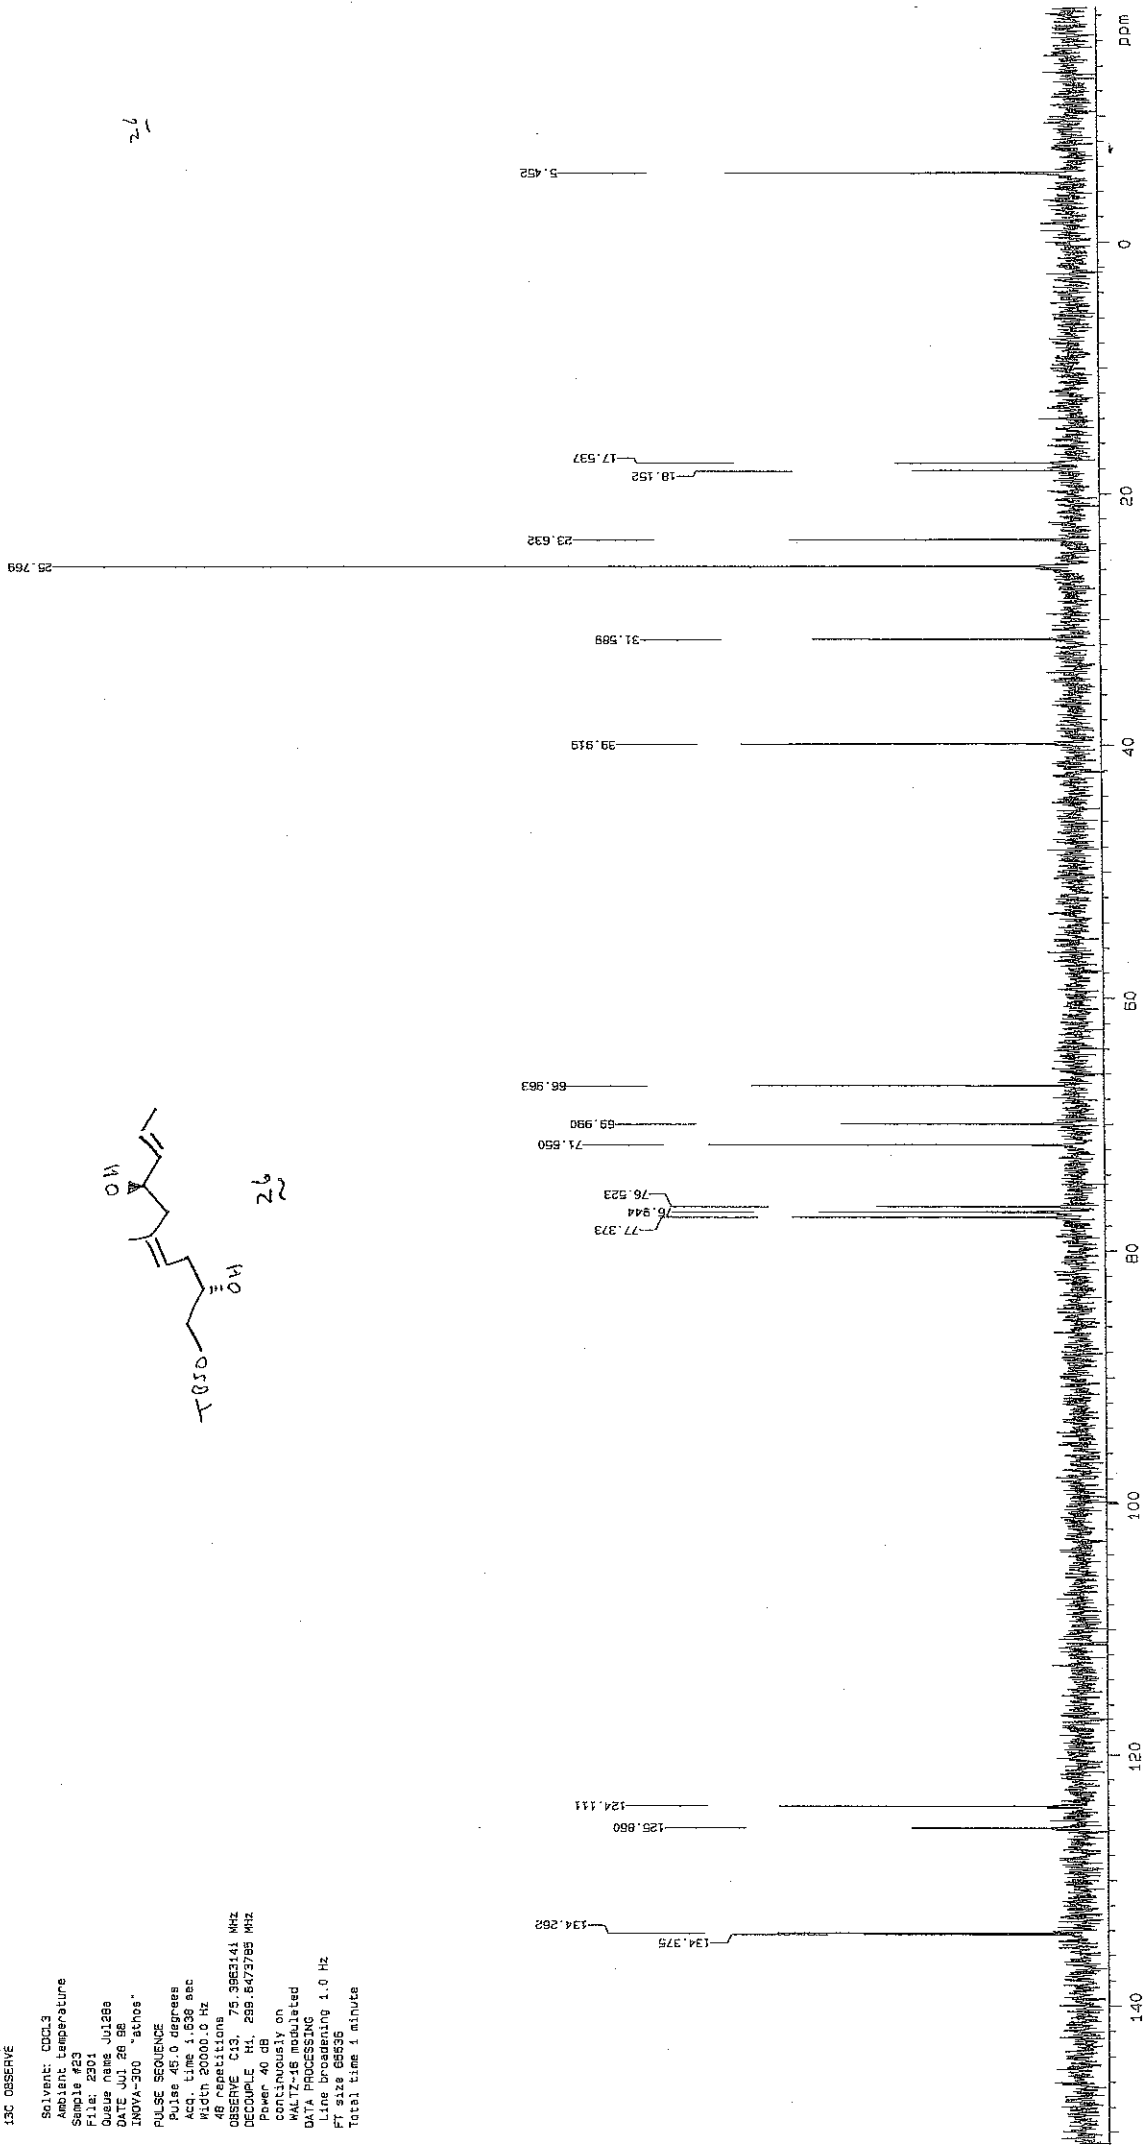 13C OBSERVE
Solvent: CDCL3
Ambient temperature
Sample #23
File: 2301
DATE Jul 28 98
INOVA-300 "athos"
PULSE SEQUENCE
Pulse 45.0 degrees
Acq. time 1.638 sec
Width 20000.0 Hz
48 repetitions
OBSERVE C13, 75.3963141 MHz
DECOUPLE H1, 299.8473785 MHz
Power 40 dB
continuously on
WALTZ-16 modulated
DATA PROCESSING
Line broadening 1.0 Hz
FT size 65536
Total time 1 minute
HO
OH
TBSO
26
26
134.375
134.262
125.860
124.111
77.373
76.944
76.523
71.650
69.990
66.963
39.919
31.589
25.769
23.632
18.152
17.537
5.452
140
120
100
80
60
40
20
0
ppm